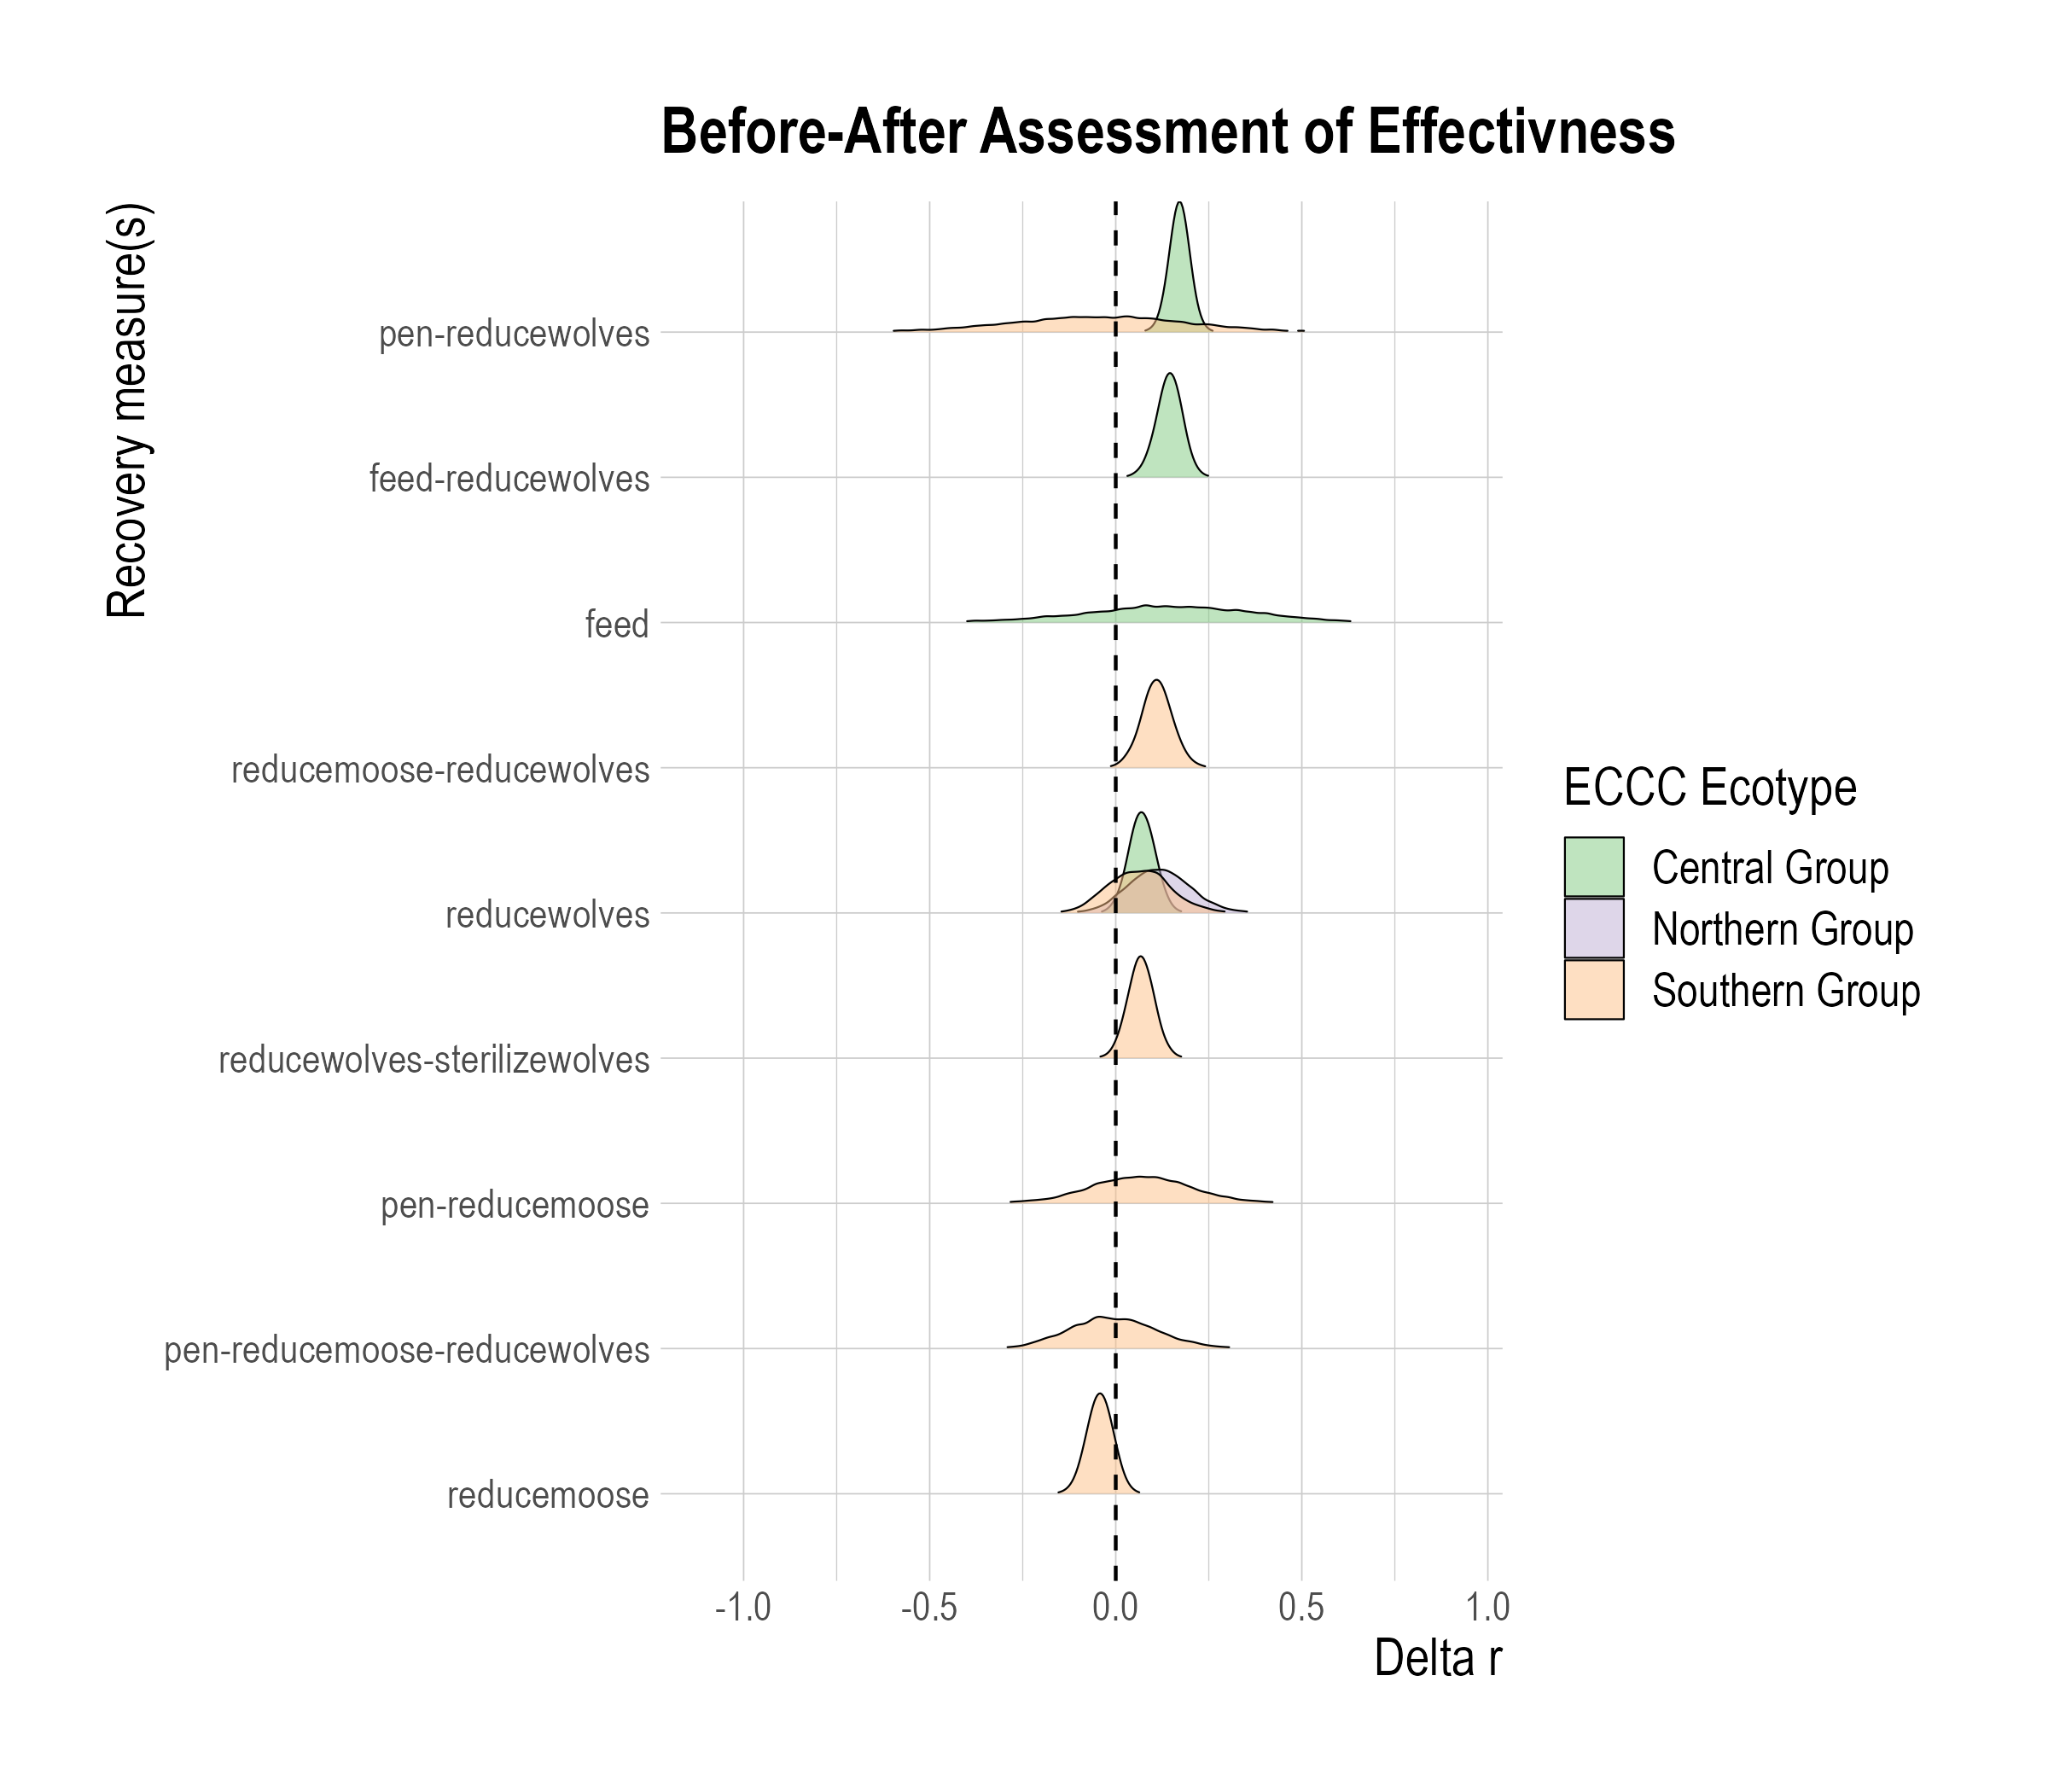 Before-After Assessment of Effectivness
Recovery measure(s)
pen-reducewolves
feed-reducewolves
feed
reducemoose-reducewolves
reducewolves
reducewolves-sterilizewolves
pen-reducemoose
pen-reducemoose-reducewolves
reducemoose
-1.0 -0.5 0.0 0.5 1.0
Delta r
ECCC Ecotype
Central Group
Northern Group
Southern Group